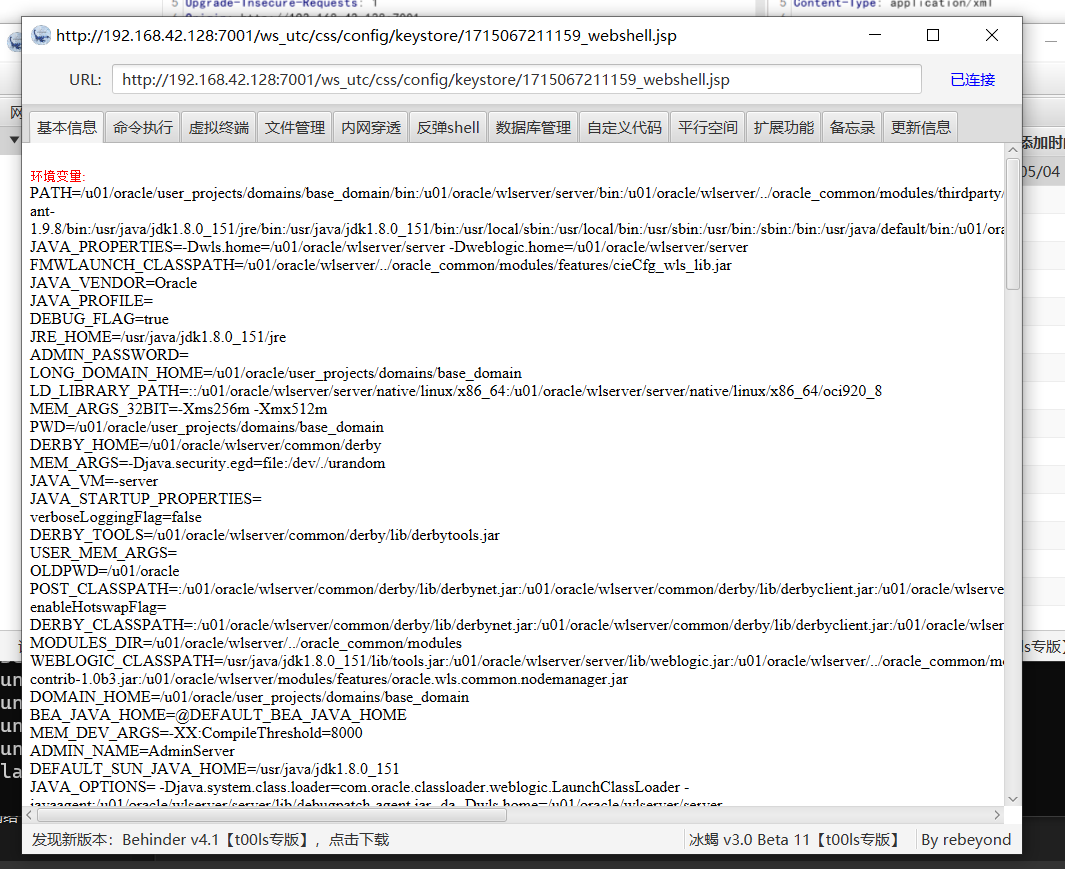 5 Upgrade-Insecure-Requests: 1
5 Content-Type: application/xml
http://192.168.42.128:7001/ws_utc/css/config/keystore/1715067211159_webshell.jsp
URL: http://192.168.42.128:7001/ws_utc/css/config/keystore/1715067211159_webshell.jsp 已连接
基本信息 命令执行 虚拟终端 文件管理 内网穿透 反弹shell 数据库管理 自定义代码 平行空间 扩展功能 备忘录 更新信息
添加时
05/04
环境变量:
PATH=/u01/oracle/user_projects/domains/base_domain/bin:/u01/oracle/wlserver/server/bin:/u01/oracle/wlserver/../oracle_common/modules/thirdparty/
ant-
1.9.8/bin:/usr/java/jdk1.8.0_151/jre/bin:/usr/java/jdk1.8.0_151/bin:/usr/local/sbin:/usr/local/bin:/usr/sbin:/usr/bin:/sbin:/bin:/usr/java/default/bin:/u01/ora
JAVA_PROPERTIES=-Dwls.home=/u01/oracle/wlserver/server -Dweblogic.home=/u01/oracle/wlserver/server
FMWLAUNCH_CLASSPATH=/u01/oracle/wlserver/../oracle_common/modules/features/cieCfg_wls_lib.jar
JAVA_VENDOR=Oracle
JAVA_PROFILE=
DEBUG_FLAG=true
JRE_HOME=/usr/java/jdk1.8.0_151/jre
ADMIN_PASSWORD=
LONG_DOMAIN_HOME=/u01/oracle/user_projects/domains/base_domain
LD_LIBRARY_PATH=::/u01/oracle/wlserver/server/native/linux/x86_64:/u01/oracle/wlserver/server/native/linux/x86_64/oci920_8
MEM_ARGS_32BIT=-Xms256m -Xmx512m
PWD=/u01/oracle/user_projects/domains/base_domain
DERBY_HOME=/u01/oracle/wlserver/common/derby
MEM_ARGS=-Djava.security.egd=file:/dev/./urandom
JAVA_VM=-server
JAVA_STARTUP_PROPERTIES=
verboseLoggingFlag=false
DERBY_TOOLS=/u01/oracle/wlserver/common/derby/lib/derbytools.jar
USER_MEM_ARGS=
OLDPWD=/u01/oracle
POST_CLASSPATH=:/u01/oracle/wlserver/common/derby/lib/derbynet.jar:/u01/oracle/wlserver/common/derby/lib/derbyclient.jar:/u01/oracle/wlserve
enableHotswapFlag=
DERBY_CLASSPATH=:/u01/oracle/wlserver/common/derby/lib/derbynet.jar:/u01/oracle/wlserver/common/derby/lib/derbyclient.jar:/u01/oracle/wlser
MODULES_DIR=/u01/oracle/wlserver/../oracle_common/modules
WEBLOGIC_CLASSPATH=/usr/java/jdk1.8.0_151/lib/tools.jar:/u01/oracle/wlserver/server/lib/weblogic.jar:/u01/oracle/wlserver/../oracle_common/mo
contrib-1.0b3.jar:/u01/oracle/wlserver/modules/features/oracle.wls.common.nodemanager.jar
DOMAIN_HOME=/u01/oracle/user_projects/domains/base_domain
BEA_JAVA_HOME=@DEFAULT_BEA_JAVA_HOME
MEM_DEV_ARGS=-XX:CompileThreshold=8000
ADMIN_NAME=AdminServer
DEFAULT_SUN_JAVA_HOME=/usr/java/jdk1.8.0_151
JAVA_OPTIONS= -Djava.system.class.loader=com.oracle.classloader.weblogic.LaunchClassLoader -
javaagent:/u01/oracle/wlserver/server/lib/debugpatch-agent.jar -da -Dwls.home=/u01/oracle/wlserver/server
ls专版】
un
un
un
un
la
发现新版本：Behinder v4.1【t00ls专版】，点击下载 冰蝎 v3.0 Beta 11【t00ls专版】 By rebeyond